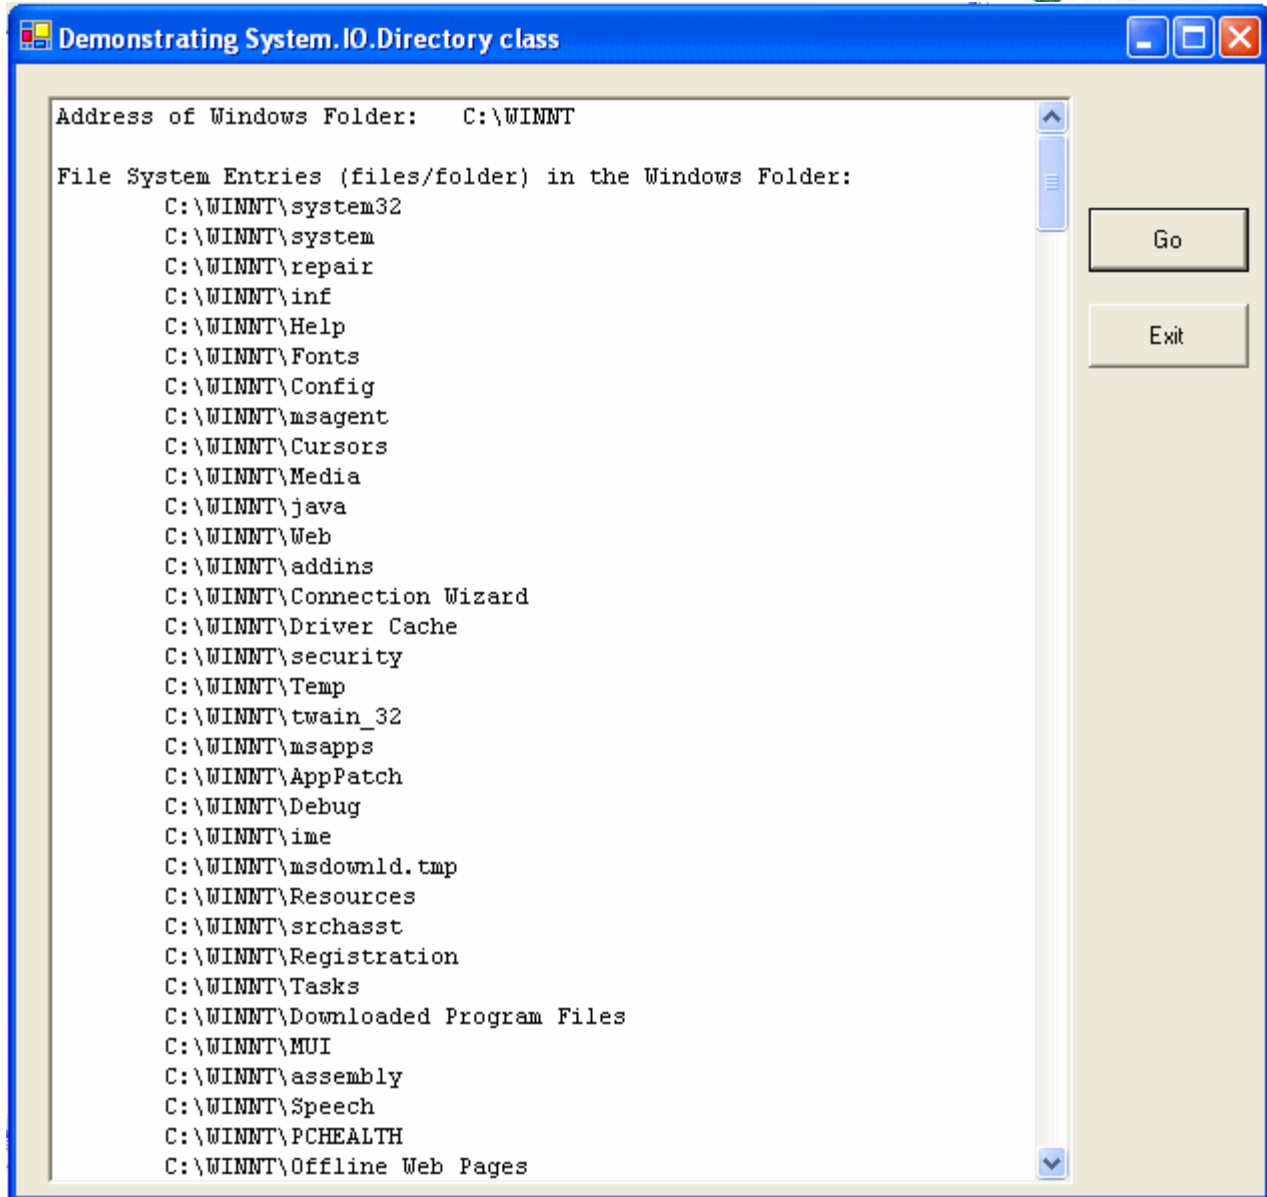 Demonstrating System.IO.Directory class
Address of Windows Folder:   C:\WINNT
File System Entries (files/folder) in the Windows Folder:
C:\WINNT\system32
C:\WINNT\system
C:\WINNT\repair
C:\WINNT\inf
C:\WINNT\Help
C:\WINNT\Fonts
C:\WINNT\Config
C:\WINNT\msagent
C:\WINNT\Cursors
C:\WINNT\Media
C:\WINNT\java
C:\WINNT\Web
C:\WINNT\addins
C:\WINNT\Connection Wizard
C:\WINNT\Driver Cache
C:\WINNT\security
C:\WINNT\Temp
C:\WINNT\twain_32
C:\WINNT\msapps
C:\WINNT\AppPatch
C:\WINNT\Debug
C:\WINNT\ime
C:\WINNT\msdownld.tmp
C:\WINNT\Resources
C:\WINNT\srchasst
C:\WINNT\Registration
C:\WINNT\Tasks
C:\WINNT\Downloaded Program Files
C:\WINNT\MUI
C:\WINNT\assembly
C:\WINNT\Speech
C:\WINNT\PCHEALTH
C:\WINNT\Offline Web Pages
Go
Exit